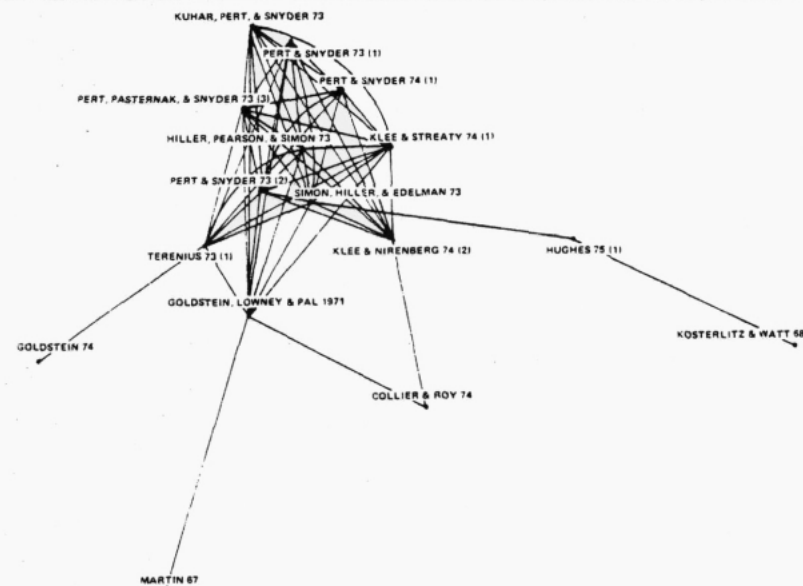 KUHAR, PERT, & SNYDER 73
PERT & SNYDER 73 (1)
PERT & SNYDER 74 (1)
PERT, PASTERNAK, & SNYDER 73 (3)
HILLER, PEARSON, & SIMON 73
KLEE & STREATY 74 (1)
PERT & SNYDER 73 (2)
SIMON, HILLER, & EDELMAN 73
TERENIUS 73 (1)
KLEE & NIRENBERG 74 (2)
HUGHES 75 (1)
GOLDSTEIN, LOWNEY & PAL 1971
KOSTERLITZ & WATT 68
GOLDSTEIN 74
COLLIER & ROY 74
MARTIN 67